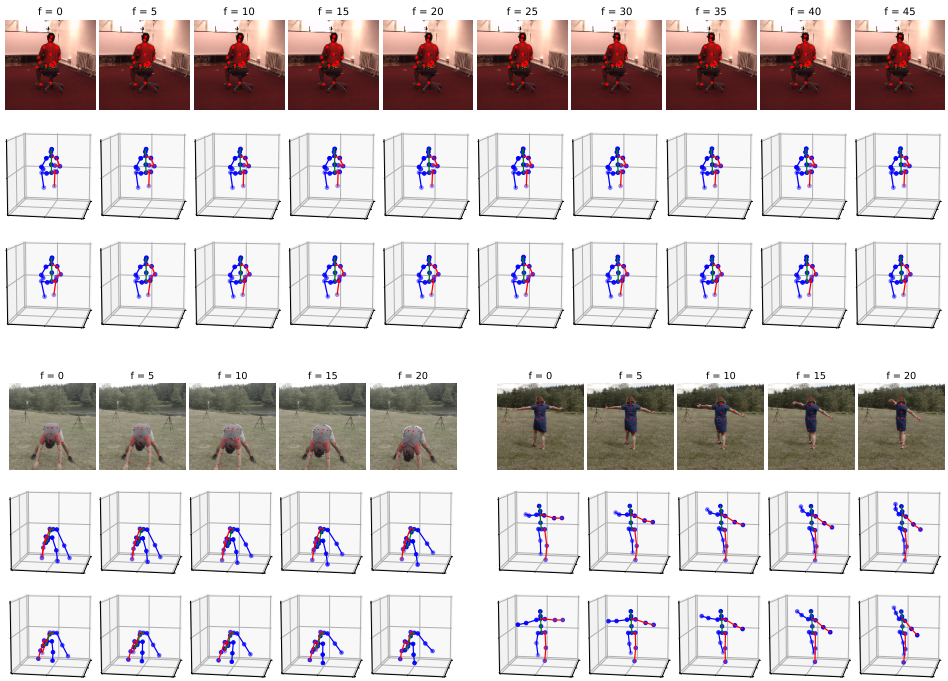 f = 0 f = 5 f = 10 f = 15 f = 20 f = 25 f = 30 f = 35 f = 40 f = 45
f = 0 f = 5 f = 10 f = 15 f = 20 f = 0 f = 5 f = 10 f = 15 f = 20